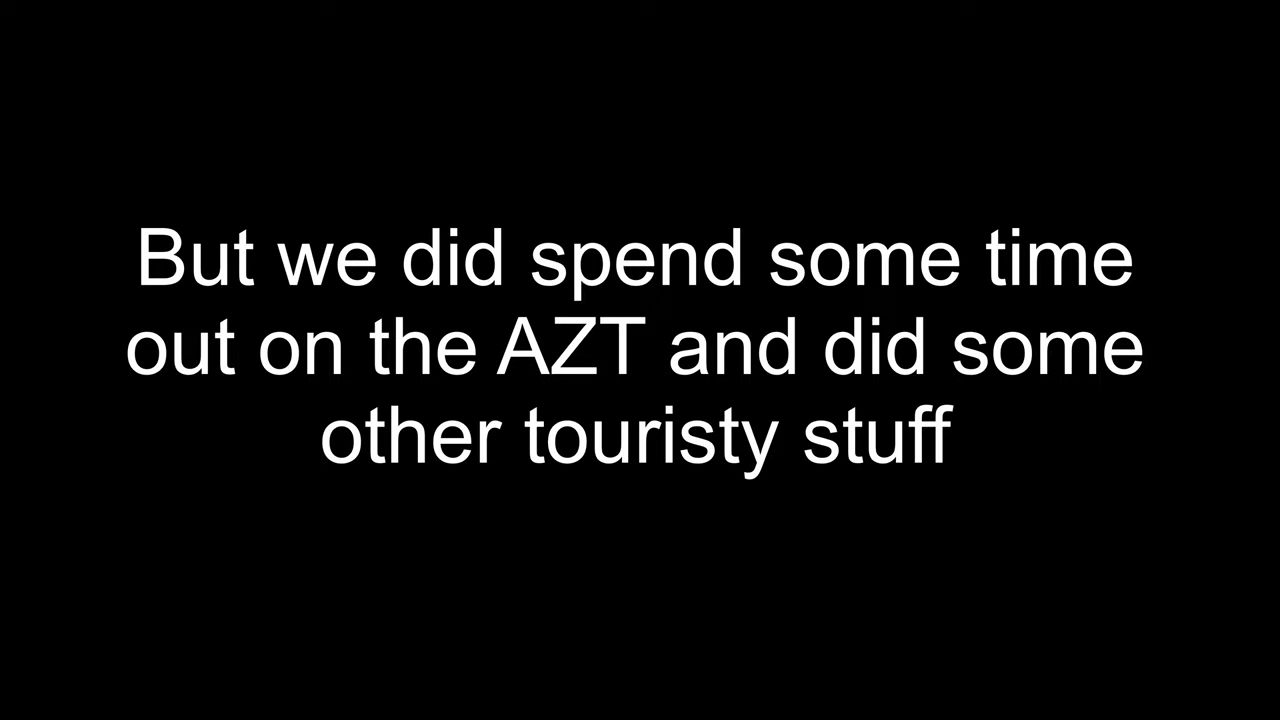 But we did spend some time
out on the AZT and did some
other touristy stuff